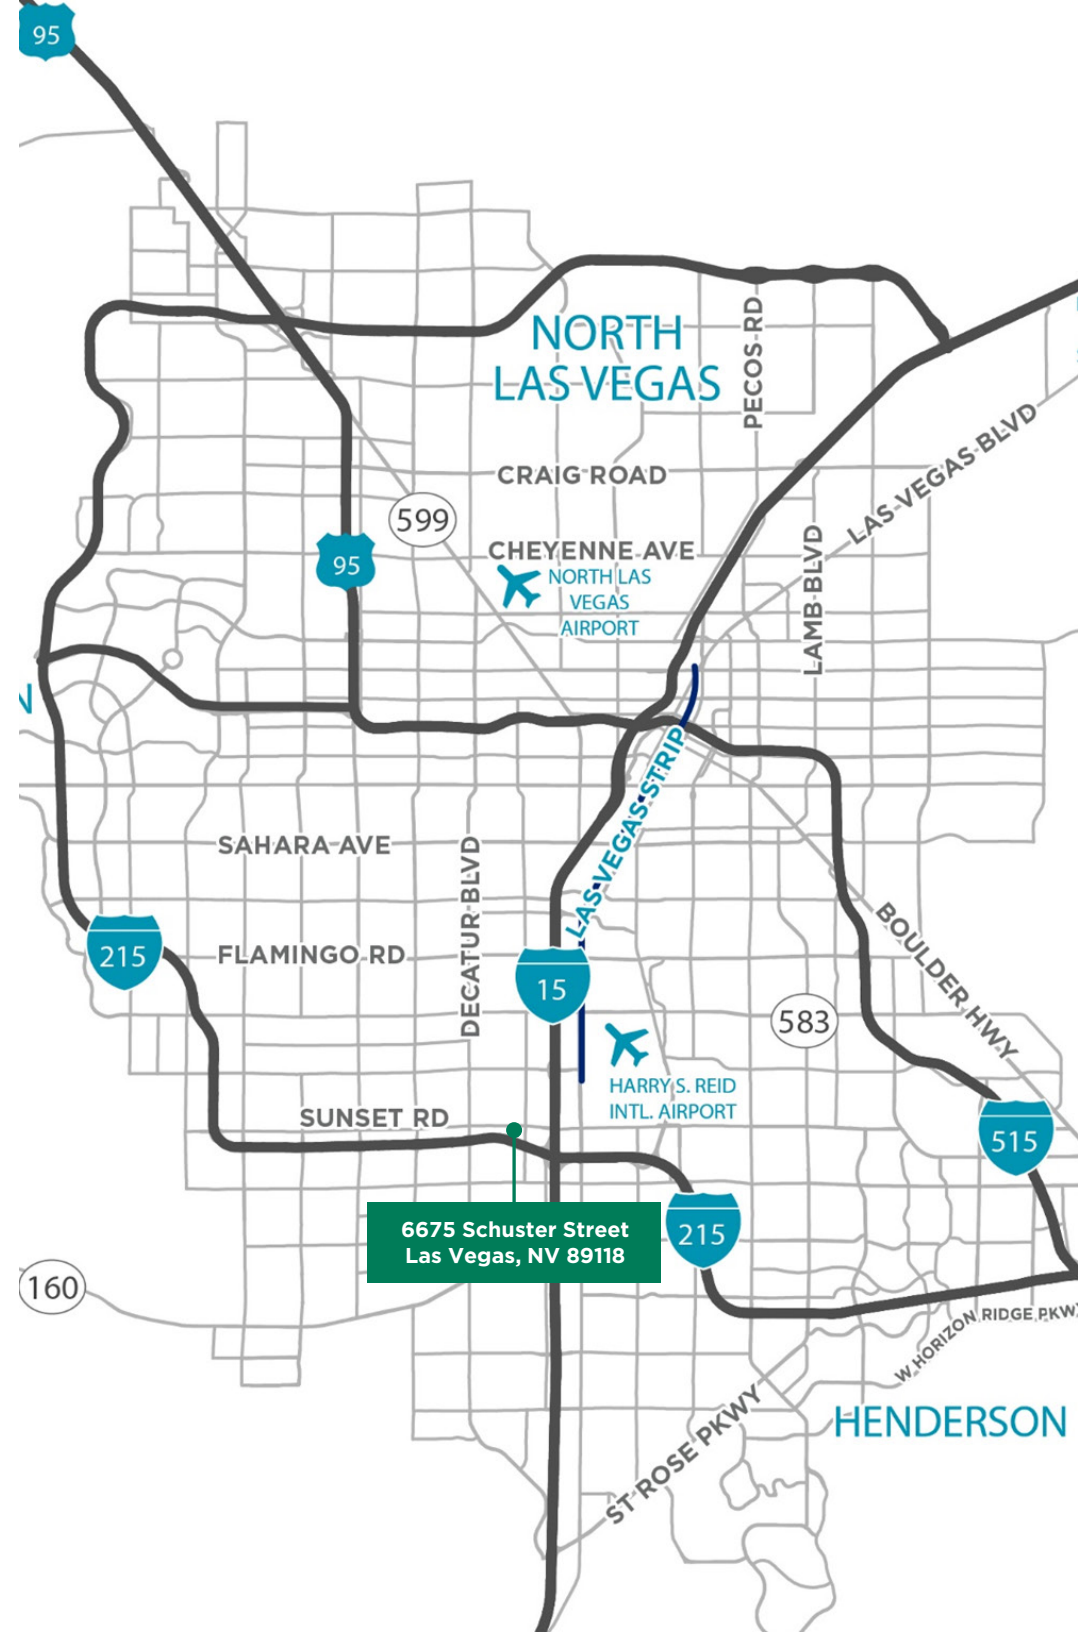 95
NORTH
LAS VEGAS
PECOS RD
LAS VEGAS BLVD
CRAIG ROAD
599
CHEYENNE AVE
95
NORTH LAS
VEGAS
AIRPORT
LAMB BLVD
N
LAS VEGAS STRIP
SAHARA AVE
DECATUR BLVD
BOULDER HWY
215
FLAMINGO RD
15
583
HARRY S. REID
INTL. AIRPORT
SUNSET RD
515
6675 Schuster Street
Las Vegas, NV 89118
215
160
W HORIZON RIDGE PKWY
HENDERSON
ST ROSE PKWY